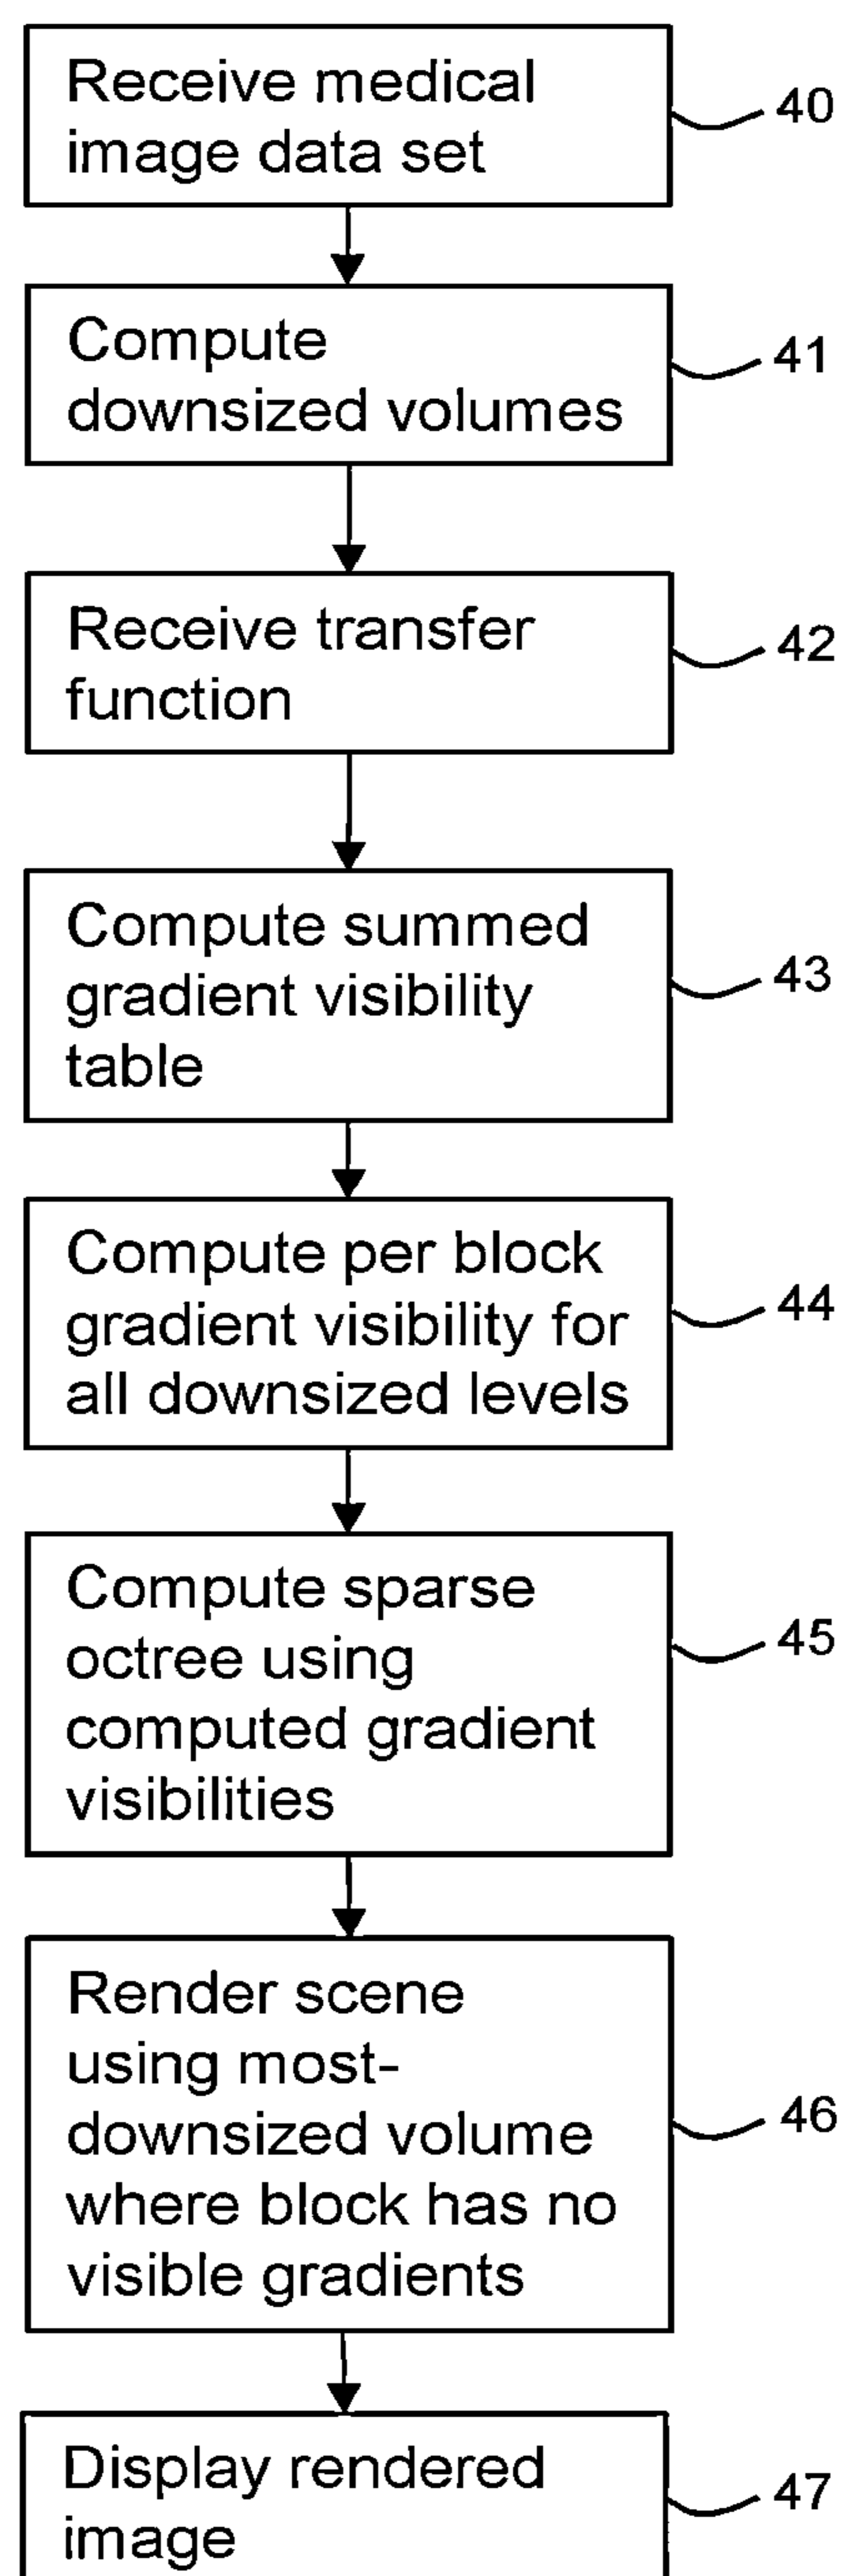 Receive medical
image data set
40
Compute
downsized volumes
41
Receive transfer
function
42
Compute summed
gradient visibility
table
43
Compute per block
gradient visibility for
all downsized levels
44
Compute sparse
octree using
computed gradient
visibilities
45
Render scene
using most-
downsized volume
where block has no
visible gradients
46
Display rendered
image
47